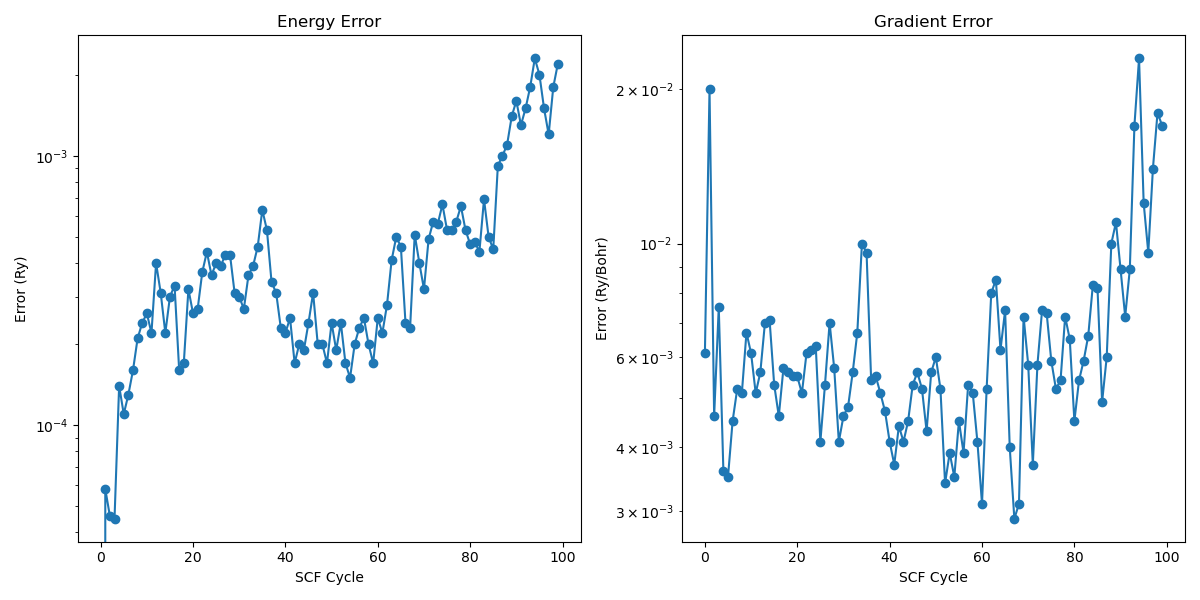 Energy Error
Error (Ry)
10⁻³
10⁻⁴
0 20 40 60 80 100
SCF Cycle
Gradient Error
Error (Ry/Bohr)
2 × 10⁻²
10⁻²
6 × 10⁻³
4 × 10⁻³
3 × 10⁻³
0 20 40 60 80 100
SCF Cycle